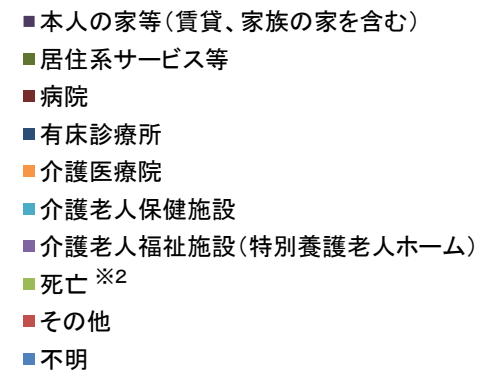 本人の家等（賃貸、家族の家を含む）
居住系サービス等
病院
有床診療所
介護医療院
介護老人保健施設
介護老人福祉施設（特別養護老人ホーム）
死亡 ※2
その他
不明